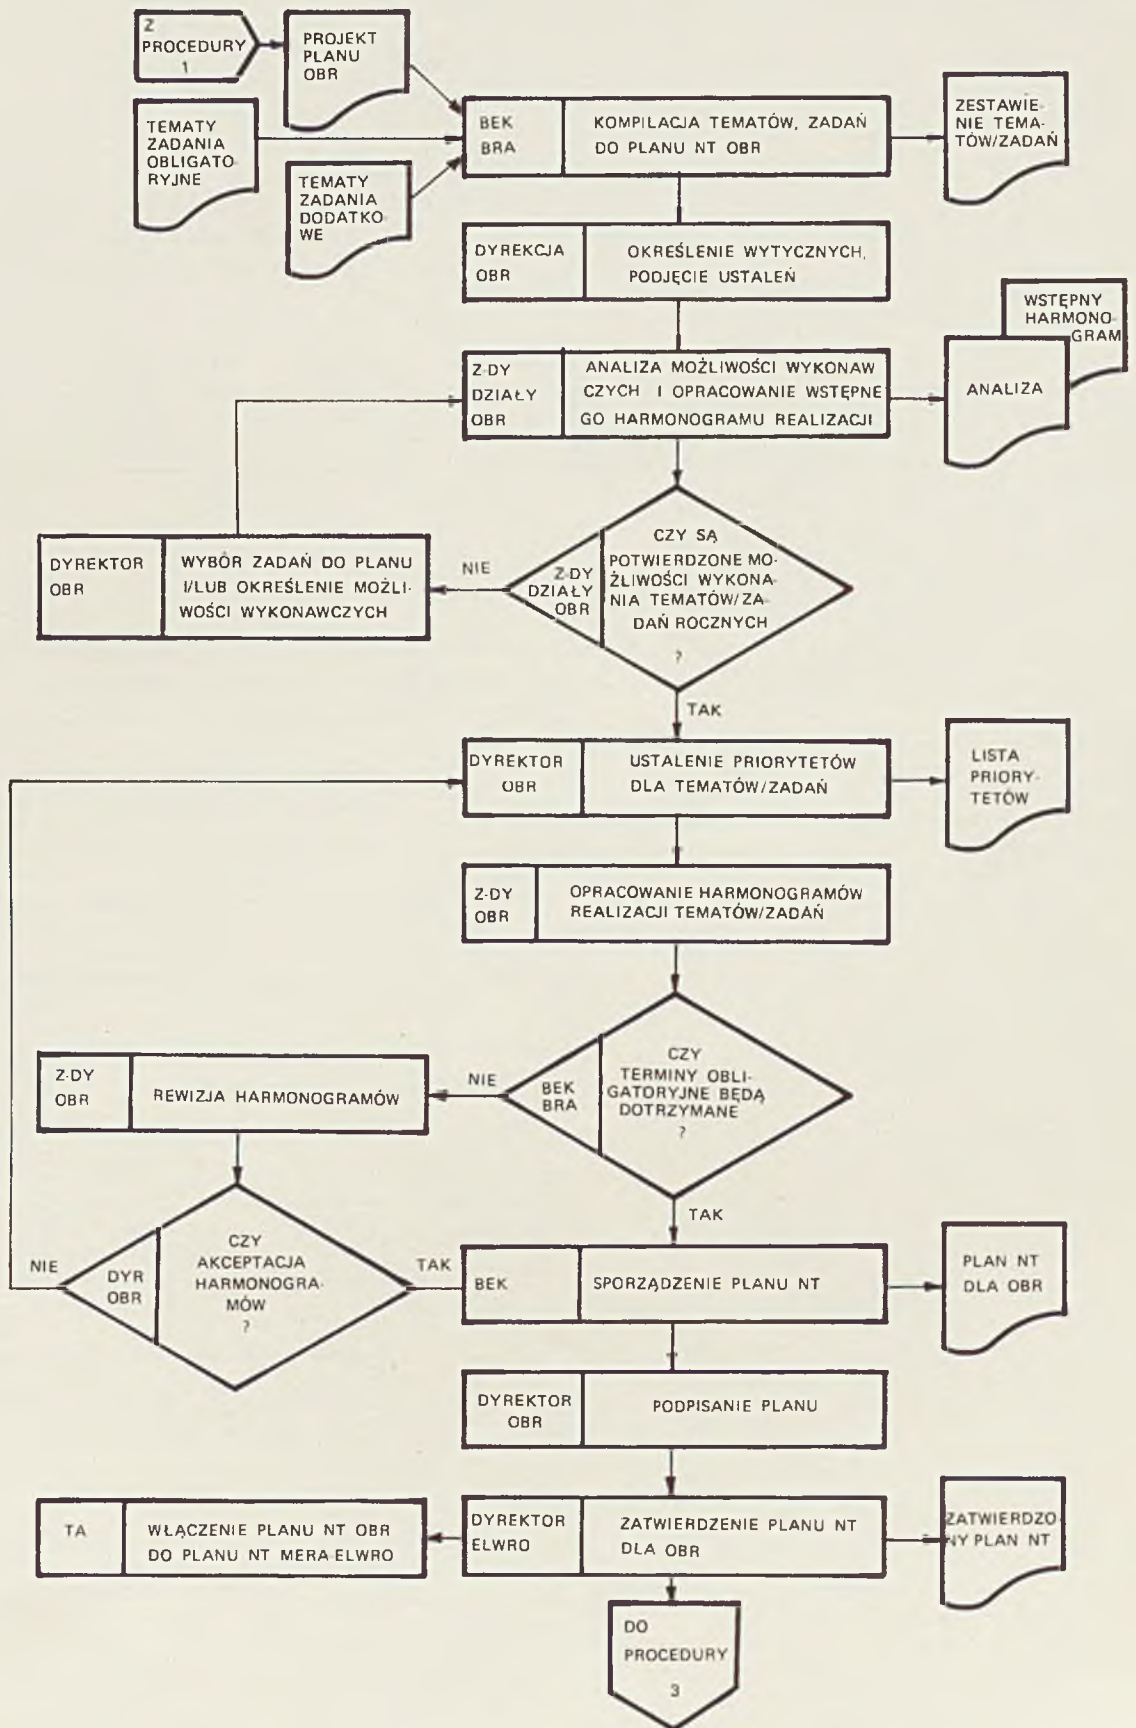 Z
PROCEDURY
1
PROJEKT
PLANU
OBR
TEMATY
ZADANIA
OBLIGATO-
RYJNE
TEMATY
ZADANIA
DODATKO-
WE
BEK
BRA
KOMPILACJA TEMATÓW, ZADAŃ
DO PLANU NT OBR
ZESTAWIE-
NIE TEMA-
TÓW/ZADAŃ
DYREKCJA
OBR
OKREŚLENIE WYTYCZNYCH,
PODJĘCIE USTALEŃ
Z-DY
DZIAŁY
OBR
ANALIZA MOŻLIWOŚCI WYKONAW
CZYCH I OPRACOWANIE WSTĘPNE
GO HARMONOGRAMU REALIZACJI
WSTĘPNY
HARMONO-
GRAM
ANALIZA
DYREKTOR
OBR
WYBÓR ZADAŃ DO PLANU
I/LUB OKREŚLENIE MOŻLI-
WOŚCI WYKONAWCZYCH
NIE
Z-DY
DZIAŁY
OBR
CZY SĄ
POTWIERDZONE MO-
ŻLIWOŚCI WYKONA-
NIA TEMATÓW/ZA-
DAŃ ROCZNYCH
?
TAK
DYREKTOR
OBR
USTALENIE PRIORYTETÓW
DLA TEMATÓW/ZADAŃ
LISTA
PRIORY-
TETÓW
Z-DY
OBR
OPRACOWANIE HARMONOGRAMÓW
REALIZACJI TEMATÓW/ZADAŃ
Z-DY
OBR
REWIZJA HARMONOGRAMÓW
NIE
BEK
BRA
CZY
TERMINY OBLI-
GATORYJNE BĘDĄ
DOTRZYMANE
?
TAK
NIE
DYR
OBR
CZY
AKCEPTACJA
HARMONOGRA-
MÓW
?
TAK
BEK
SPORZĄDZENIE PLANU NT
PLAN NT
DLA OBR
DYREKTOR
OBR
PODPISANIE PLANU
TA
WŁĄCZENIE PLANU NT OBR
DO PLANU NT MERA-ELWRO
DYREKTOR
ELWRO
ZATWIERDZENIE PLANU NT
DLA OBR
ZATWIERDZO-
NY PLAN NT
DO
PROCEDURY
3